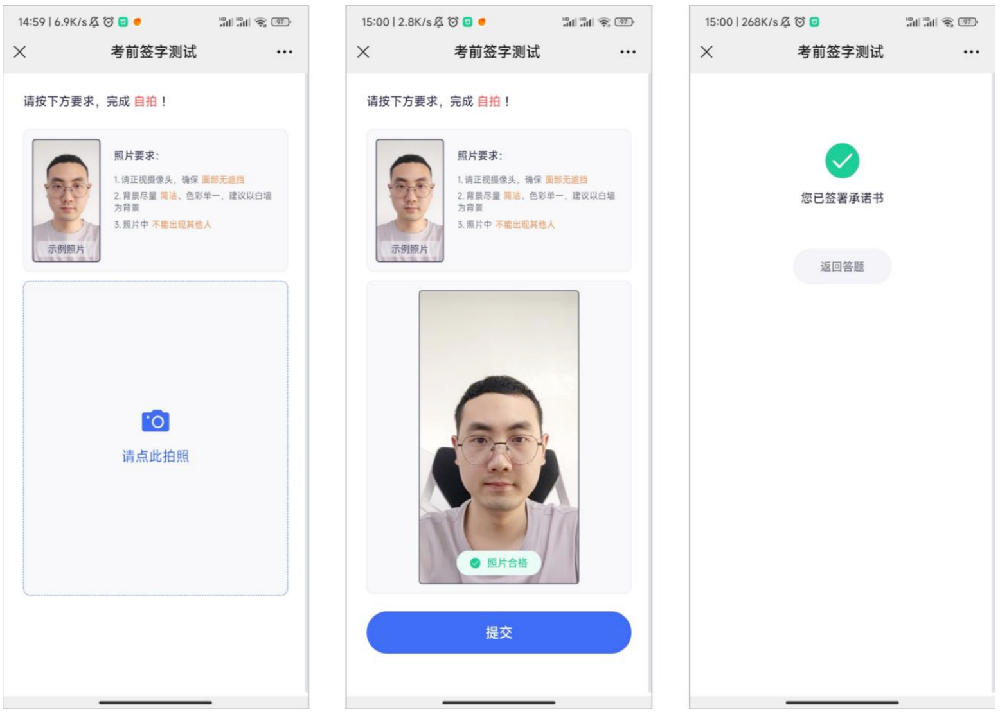 14:59 | 6.9K/s
HD HD 97
考前签字测试
请按下方要求，完成 自拍！
照片要求：
1. 请正视摄像头，确保 面部无遮挡
2. 背景尽量 简洁、色彩单一，建议以白墙
为背景
3. 照片中 不能出现其他人
示例照片
请点此拍照
15:00 | 2.8K/s
HD HD 97
考前签字测试
请按下方要求，完成 自拍！
照片要求：
1. 请正视摄像头，确保 面部无遮挡
2. 背景尽量 简洁、色彩单一，建议以白墙
为背景
3. 照片中 不能出现其他人
示例照片
照片合格
提交
15:00 | 268K/s
HD HD 97
考前签字测试
您已签署承诺书
返回答题